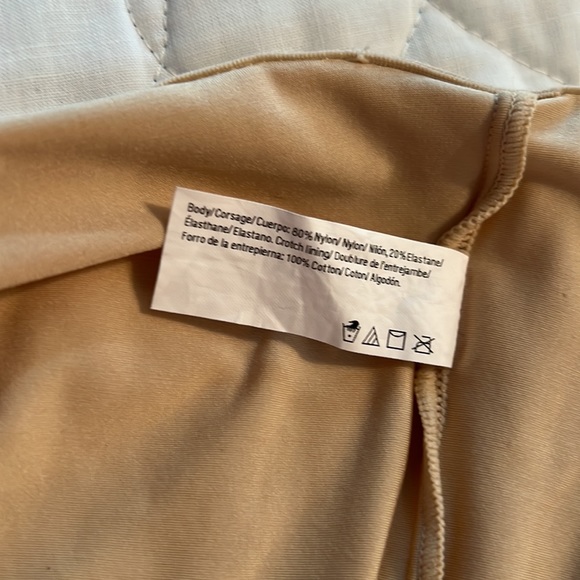 Body/Corsage/Cuerpo: 80% Nylon/ Nylon/ Nilón, 20% Elastane/
Élasthane/ Elastano. Crotch lining/ Doublure de l'entrejambe/
Forro de la entrepierna: 100% Cotton/ Coton/ Algodón.